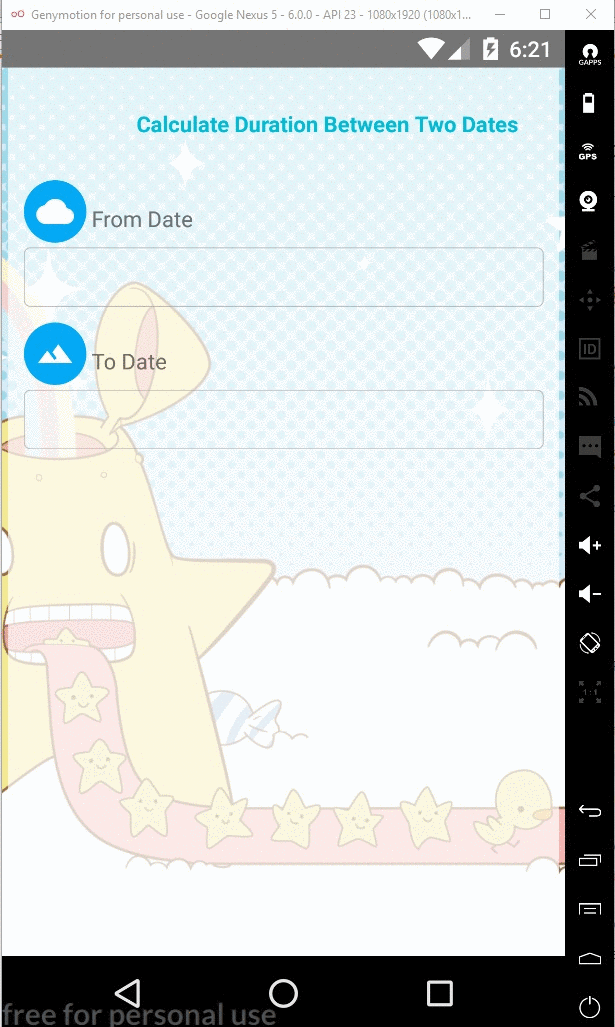 Genymotion for personal use - Google Nexus 5 - 6.0.0 - API 23 - 1080x1920 (1080x1...
6:21
GAPPS
Calculate Duration Between Two Dates
GPS
From Date
ID
To Date
1:1
free for personal use